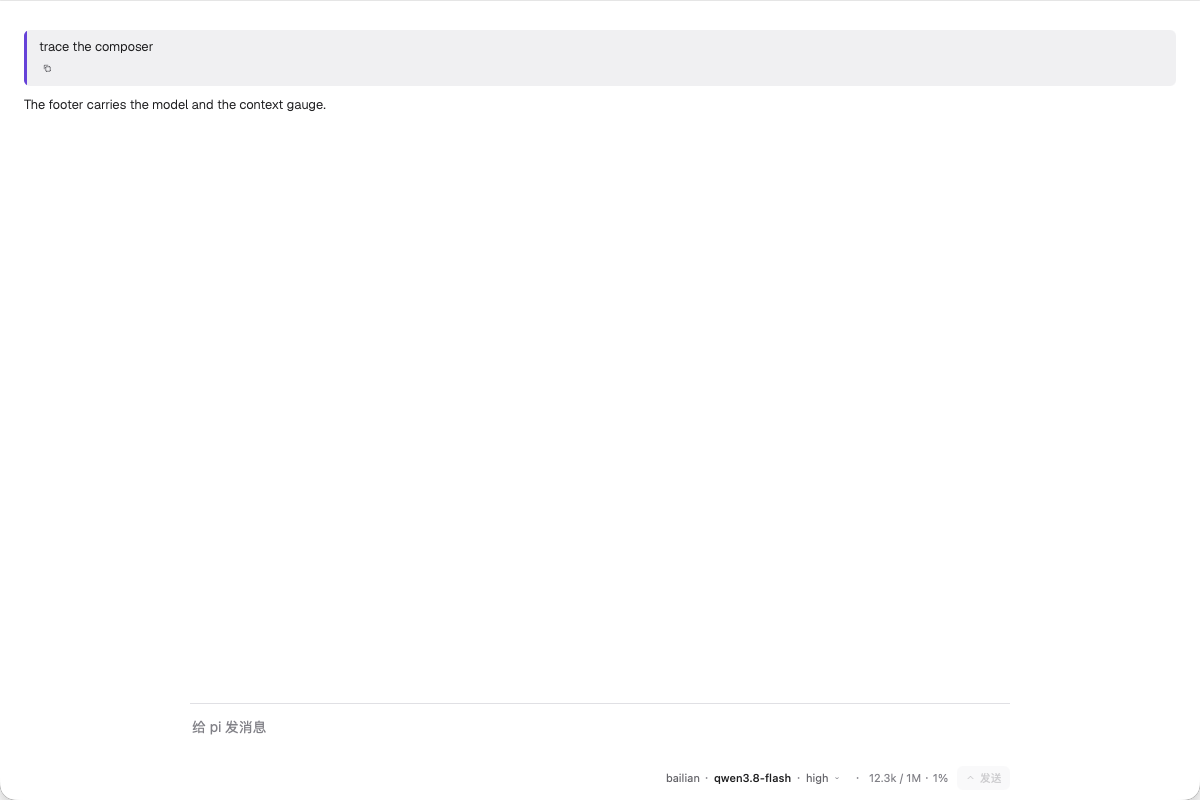 trace the composer
The footer carries the model and the context gauge.
给 pi 发消息
bailian · qwen3.8-flash · high · 12.3k / 1M · 1% 发送